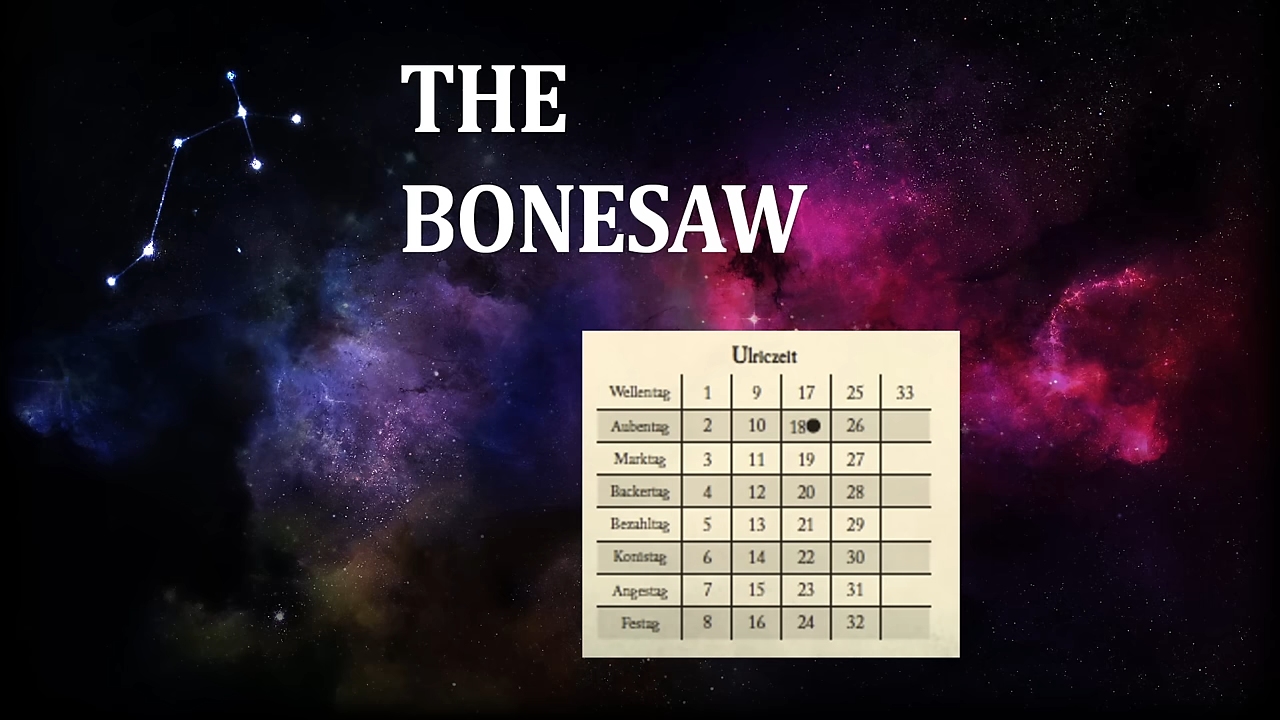 THE
BONESAW
Ulriczeit
Wellentag 1 9 17 25 33
Aubentag 2 10 18 26
Marktag 3 11 19 27
Backertag 4 12 20 28
Bezahltag 5 13 21 29
Konistag 6 14 22 30
Angestag 7 15 23 31
Festag 8 16 24 32